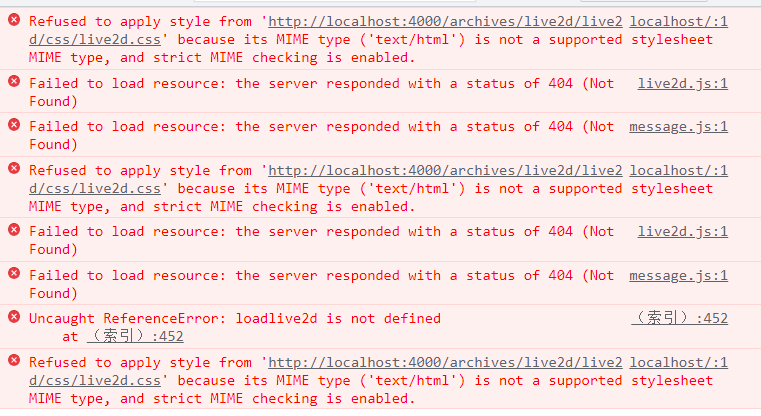 Refused to apply style from 'http://localhost:4000/archives/live2d/live2 localhost/:1
d/css/live2d.css' because its MIME type ('text/html') is not a supported stylesheet
MIME type, and strict MIME checking is enabled.
Failed to load resource: the server responded with a status of 404 (Not live2d.js:1
Found)
Failed to load resource: the server responded with a status of 404 (Not message.js:1
Found)
Refused to apply style from 'http://localhost:4000/archives/live2d/live2 localhost/:1
d/css/live2d.css' because its MIME type ('text/html') is not a supported stylesheet
MIME type, and strict MIME checking is enabled.
Failed to load resource: the server responded with a status of 404 (Not live2d.js:1
Found)
Failed to load resource: the server responded with a status of 404 (Not message.js:1
Found)
Uncaught ReferenceError: loadlive2d is not defined （索引）:452
at （索引）:452
Refused to apply style from 'http://localhost:4000/archives/live2d/live2 localhost/:1
d/css/live2d.css' because its MIME type ('text/html') is not a supported stylesheet
MIME type, and strict MIME checking is enabled.